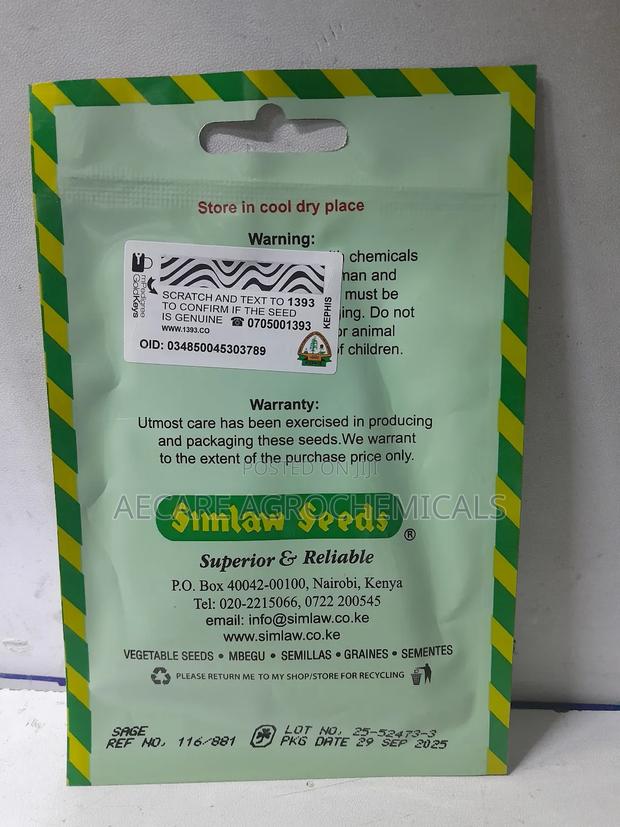 Store in cool dry place
Warning:
chemicals
man and
must be
ging. Do not
or animal
of children.
mPedigree
GoldKeys
SCRATCH AND TEXT TO 1393
TO CONFIRM IF THE SEED
IS GENUINE ☎ 0705001393
www.1393.co
KEPHIS
OID: 034850045303789
Warranty:
Utmost care has been exercised in producing
and packaging these seeds.We warrant
to the extent of the purchase price only.
POSTED ON JIJI
AECARE AGROCHEMICALS
Simlaw Seeds ®
Superior & Reliable
P.O. Box 40042-00100, Nairobi, Kenya
Tel: 020-2215066, 0722 200545
email: info@simlaw.co.ke
www.simlaw.co.ke
VEGETABLE SEEDS • MBEGU • SEMILLAS • GRAINES • SEMENTES
PLEASE RETURN ME TO MY SHOP/STORE FOR RECYCLING
SAGE
REF NO. 116/881
LOT NO. 25-52473-3
PKG DATE 29 SEP 2025